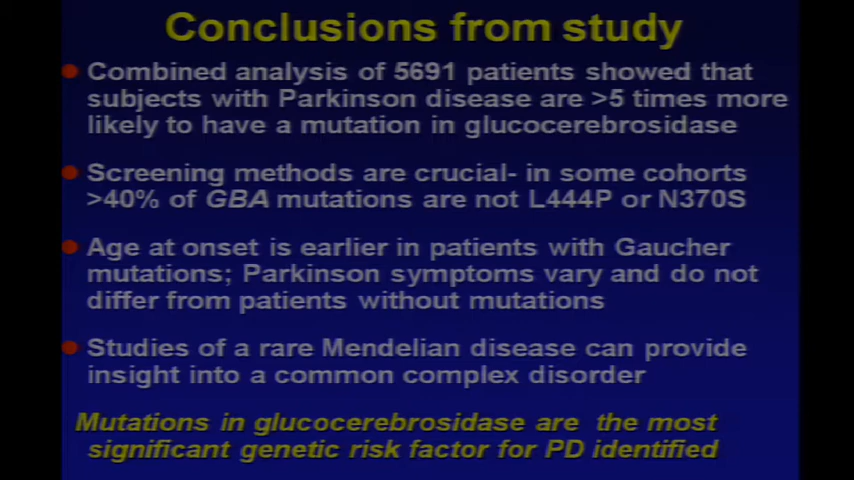 Conclusions from study
Combined analysis of 5691 patients showed that
subjects with Parkinson disease are >5 times more
likely to have a mutation in glucocerebrosidase
Screening methods are crucial- in some cohorts
>40% of GBA mutations are not L444P or N370S
Age at onset is earlier in patients with Gaucher
mutations; Parkinson symptoms vary and do not
differ from patients without mutations
Studies of a rare Mendelian disease can provide
insight into a common complex disorder
Mutations in glucocerebrosidase are the most
significant genetic risk factor for PD identified